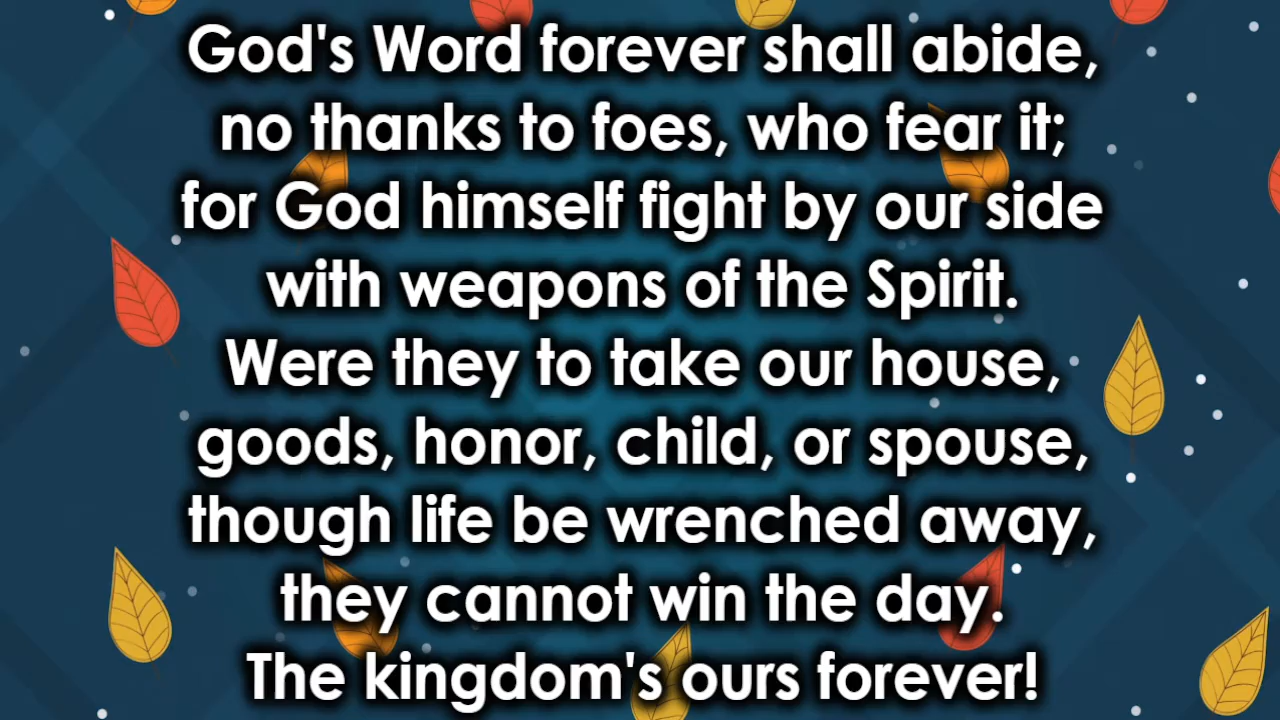 God's Word forever shall abide,
no thanks to foes, who fear it;
for God himself fight by our side
with weapons of the Spirit.
Were they to take our house,
goods, honor, child, or spouse,
though life be wrenched away,
they cannot win the day.
The kingdom's ours forever!